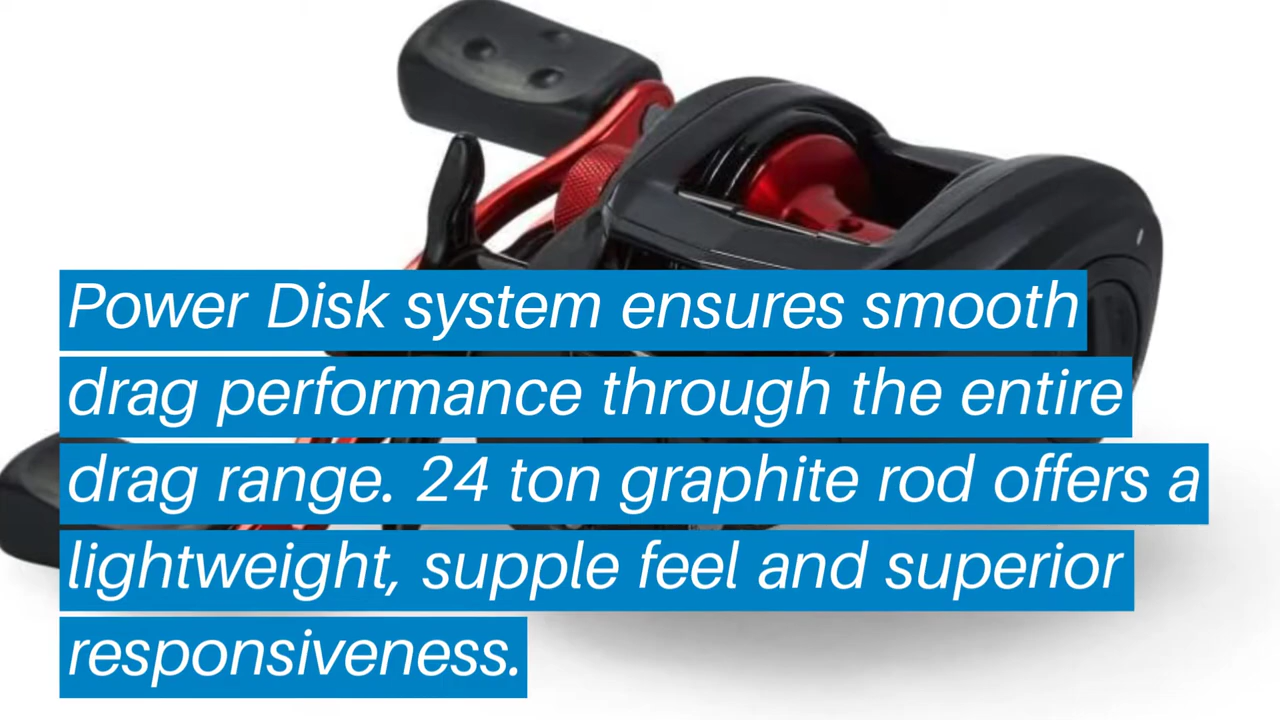 Power Disk system ensures smooth
drag performance through the entire
drag range. 24 ton graphite rod offers a
lightweight, supple feel and superior
responsiveness.